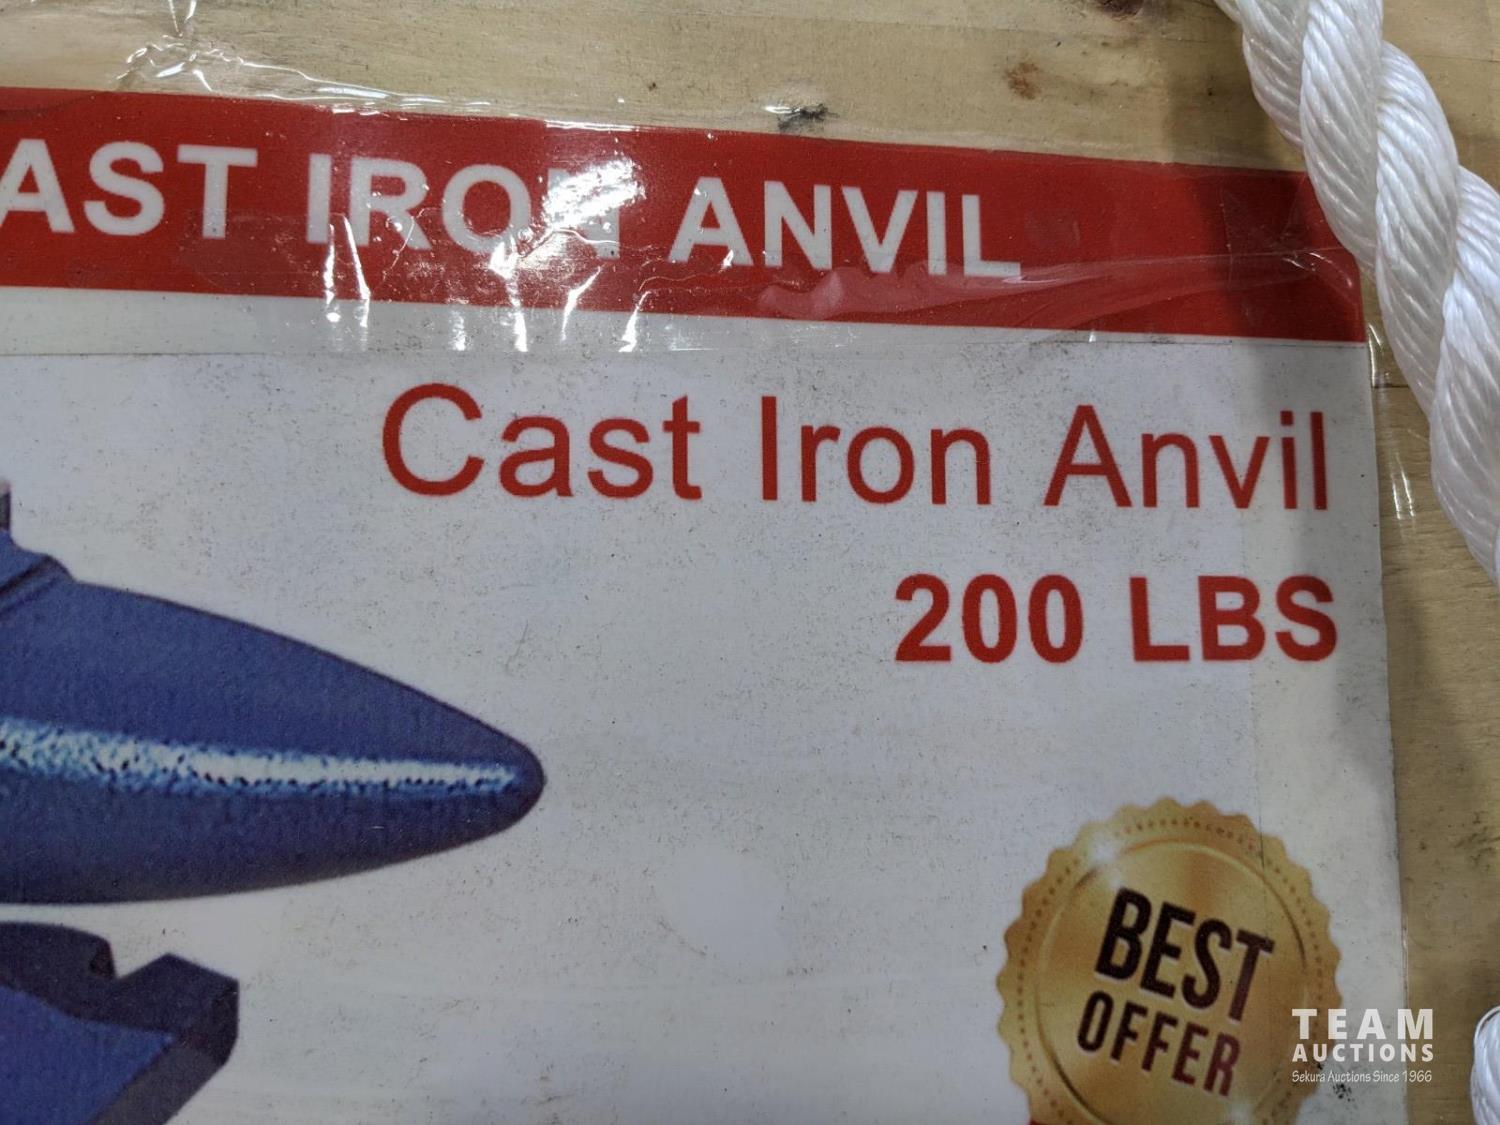 AST IRON ANVIL
Cast Iron Anvil
200 LBS
BEST
OFFER
TEAM
AUCTIONS
Sekura Auctions Since 1966